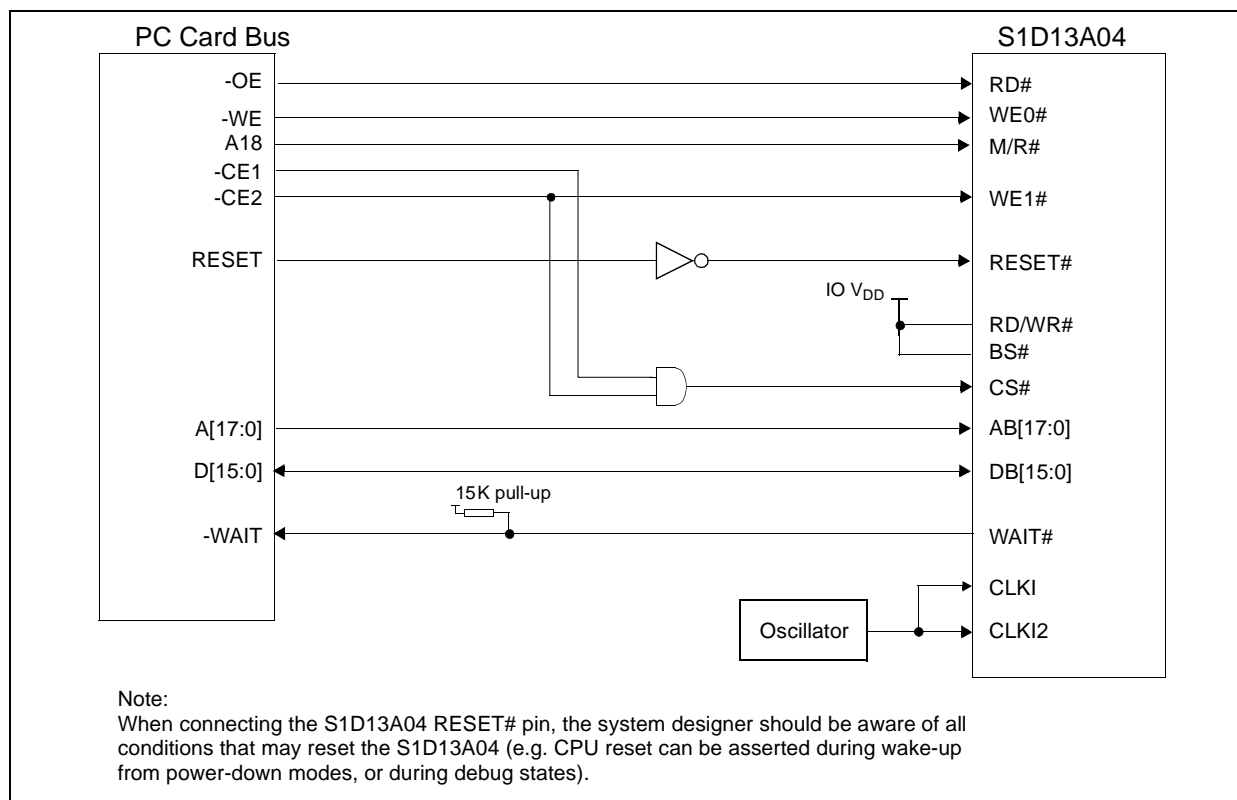 PC Card Bus
S1D13A04
-OE
RD#
-WE
WE0#
A18
M/R#
-CE1
-CE2
WE1#
RESET
RESET#
IO VDD
RD/WR#
BS#
CS#
A[17:0]
AB[17:0]
D[15:0]
DB[15:0]
15K pull-up
-WAIT
WAIT#
CLKI
Oscillator
CLKI2
Note:
When connecting the S1D13A04 RESET# pin, the system designer should be aware of all
conditions that may reset the S1D13A04 (e.g. CPU reset can be asserted during wake-up
from power-down modes, or during debug states).